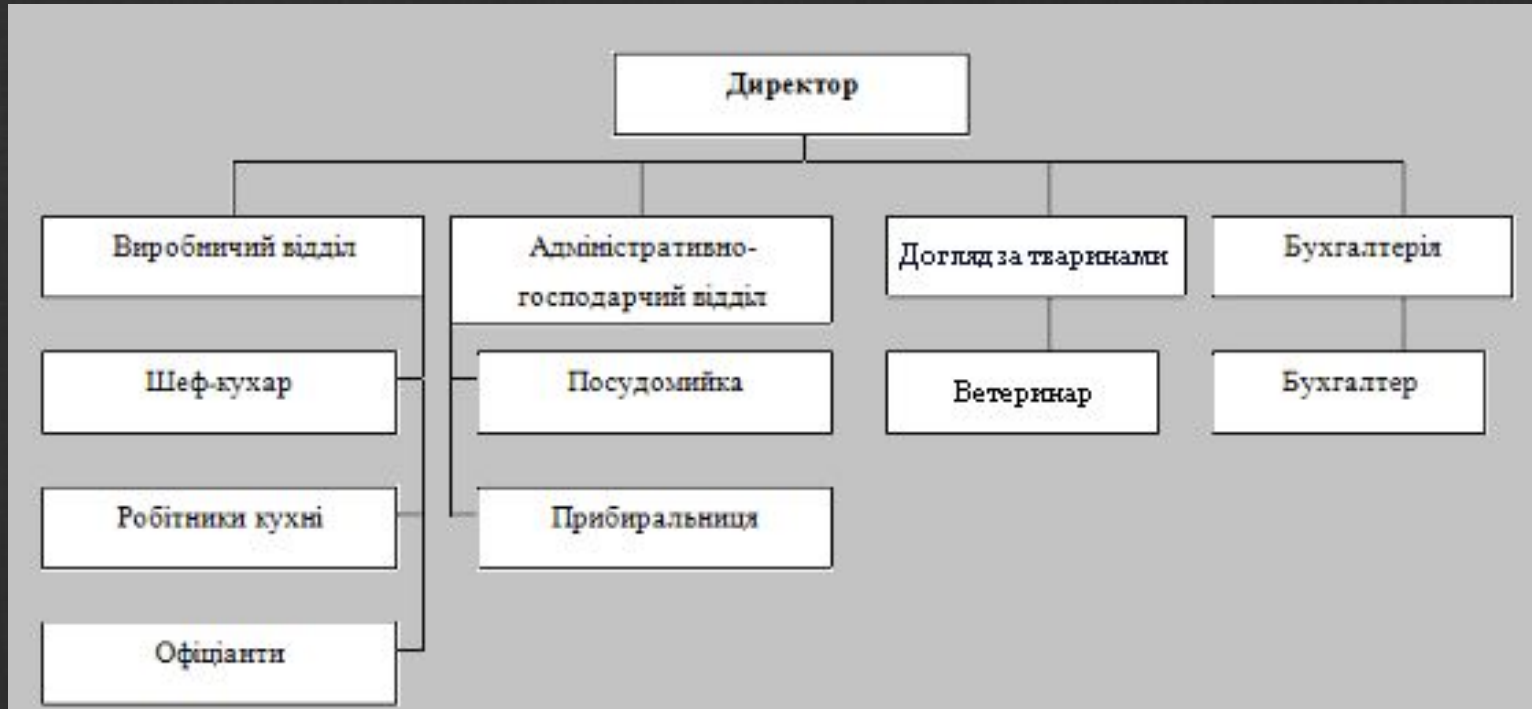 Директор
Виробничий відділ
Адміністративно-
господарчий відділ
Догляд за тваринами
Бухгалтерія
Шеф-кухар
Посудомийка
Ветеринар
Бухгалтер
Робітники кухні
Прибиральниця
Офіціанти